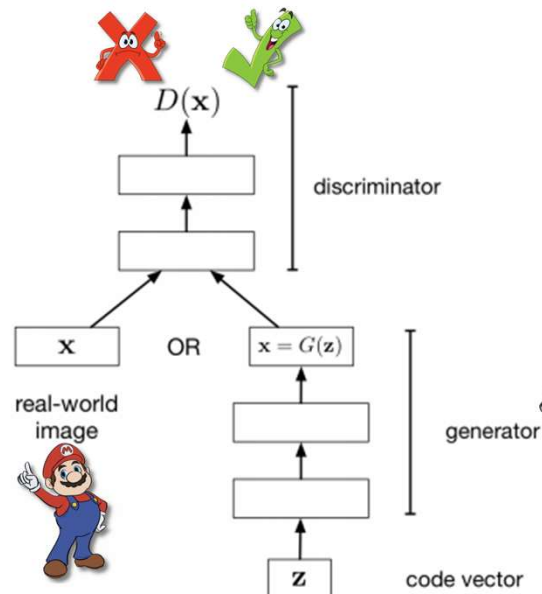 D(x)
discriminator
x
OR
x = G(z)
real-world
image
generator
M
z
code vector